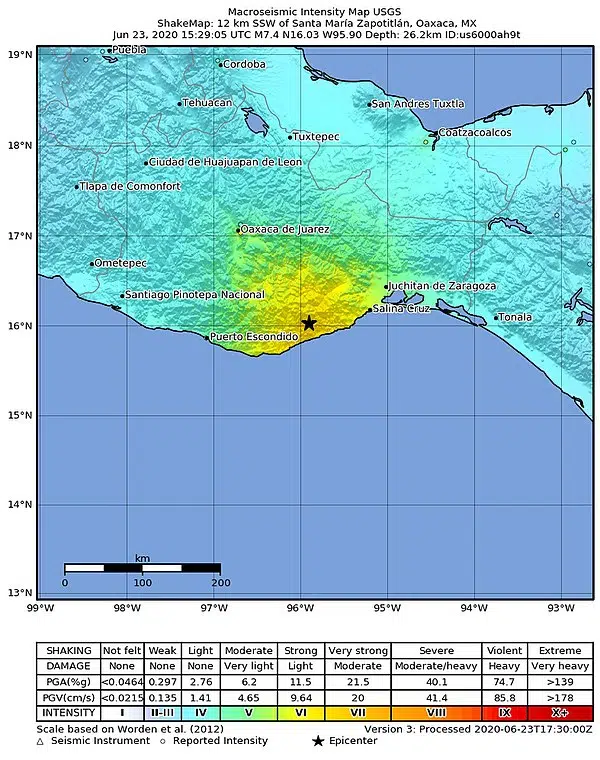 Macroseismic Intensity Map USGS
ShakeMap: 12 km SSW of Santa María Zapotitlán, Oaxaca, MX
Jun 23, 2020 15:29:05 UTC M7.4 N16.03 W95.90 Depth: 26.2km ID:us6000ah9t
19°N
Puebla
Cordoba
Tehuacan
San Andres Tuxtla
Tuxtepec
Coatzacoalcos
18°N
Ciudad de Huajuapan de Leon
Tlapa de Comonfort
Oaxaca de Juarez
17°N
Ometepec
Juchitan de Zaragoza
Santiago Pinotepa Nacional
Salina Cruz
Tonala
16°N
Puerto Escondido
15°N
14°N
km
0 100 200
13°N
99°W 98°W 97°W 96°W 95°W 94°W 93°W
SHAKING Not felt Weak Light Moderate Strong Very strong Severe Violent Extreme
DAMAGE None None None Very light Light Moderate Moderate/heavy Heavy Very heavy
PGA(%g) <0.0464 0.297 2.76 6.2 11.5 21.5 40.1 74.7 >139
PGV(cm/s) <0.0215 0.135 1.41 4.65 9.64 20 41.4 85.8 >178
INTENSITY I II-III IV V VI VII VIII IX X+
Scale based on Worden et al. (2012) Version 3: Processed 2020-06-23T17:30:00Z
△ Seismic Instrument ○ Reported Intensity ★ Epicenter